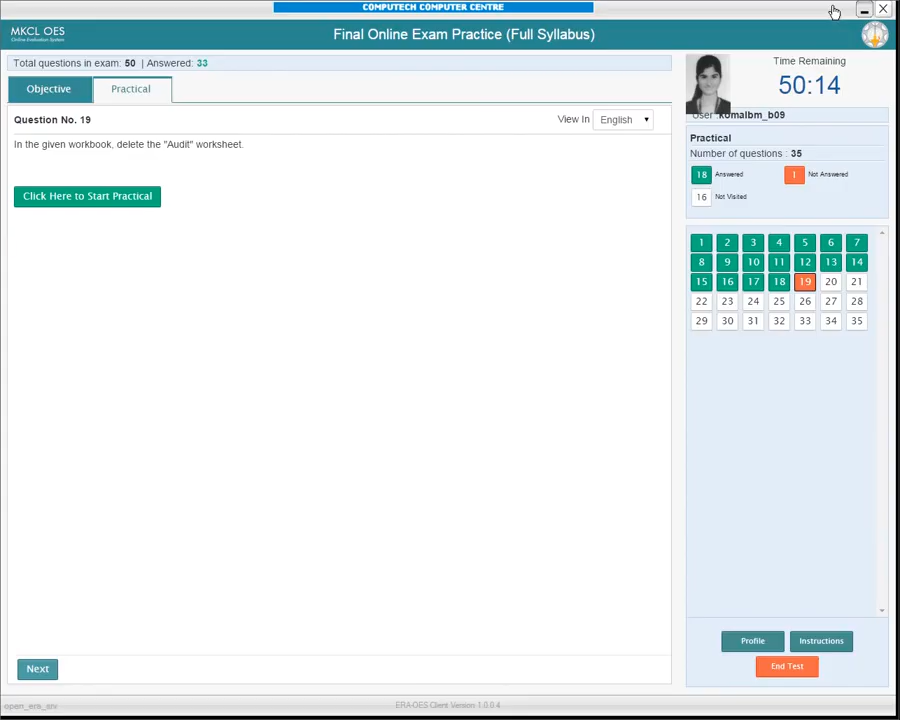 COMPUTECH COMPUTER CENTRE
MKCL OES
Online Evaluation System
Final Online Exam Practice (Full Syllabus)
Total questions in exam: 50 | Answered: 33
Time Remaining
50:14
Objective
Practical
User :komalbm_b09
Question No. 19
View In
English
Practical
Number of questions : 35
In the given workbook, delete the "Audit" worksheet.
18 Answered
1 Not Answered
16 Not Visited
Click Here to Start Practical
1 2 3 4 5 6 7
8 9 10 11 12 13 14
15 16 17 18 19 20 21
22 23 24 25 26 27 28
29 30 31 32 33 34 35
Profile
Instructions
Next
End Test
open_era_snr
ERA-OES Client Version 1.0.0.4